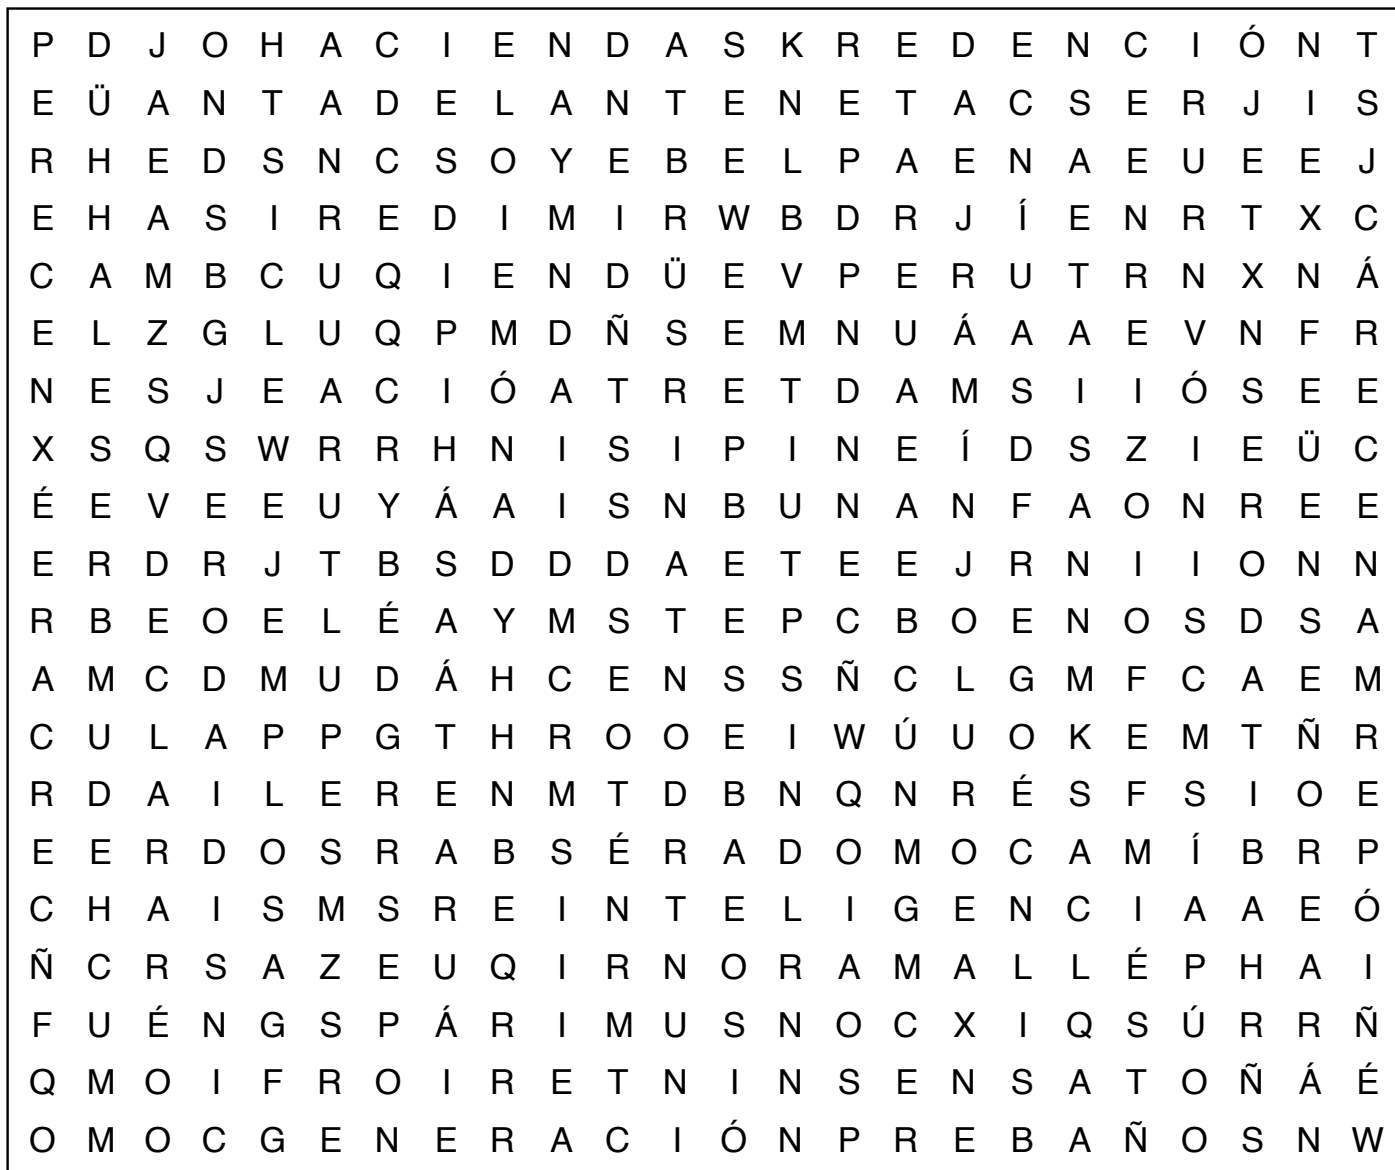 P D J O H A C I E N D A S K R E D E N C I Ó N T
E Ü A N T A D E L A N T E N E T A C S E R J I S
R H E D S N C S O Y E B E L P A E N A E U E E J
E H A S I R E D I M I R W B D R J Í E N R T X C
C A M B C U Q I E N D Ü E V P E R U T R N X N Á
E L Z G L U Q P M D Ñ S E M N U Á A A E V N F R
N E S J E A C I Ó A T R E T D A M S I I Ó S E E
X S Q S W R R H N I S I P I N E Í D S Z I E Ü C
É E V E E U Y Á A I S N B U N A N F A O N R E E
E R D R J T B S D D D A E T E E J R N I I O N N
R B E O E L É A Y M S T E P C B O E N O S D S A
A M C D M U D Á H C E N S S Ñ C L G M F C A E M
C U L A P P G T H R O O E I W Ú U O K E M T Ñ R
R D A I L E R E N M T D B N Q N R É S F S I O E
E E R D O S R A B S É R A D O M O C A M Í B R P
C H A I S M S R E I N T E L I G E N C I A A E Ó
Ñ C R S A Z E U Q I R N O R A M A L L É P H A I
F U É N G S P Á R I M U S N O C X I Q S Ú R R Ñ
Q M O I F R O I R E T N I N S E N S A T O Ñ Á É
O M O C G E N E R A C I Ó N P R E B A Ñ O S N W